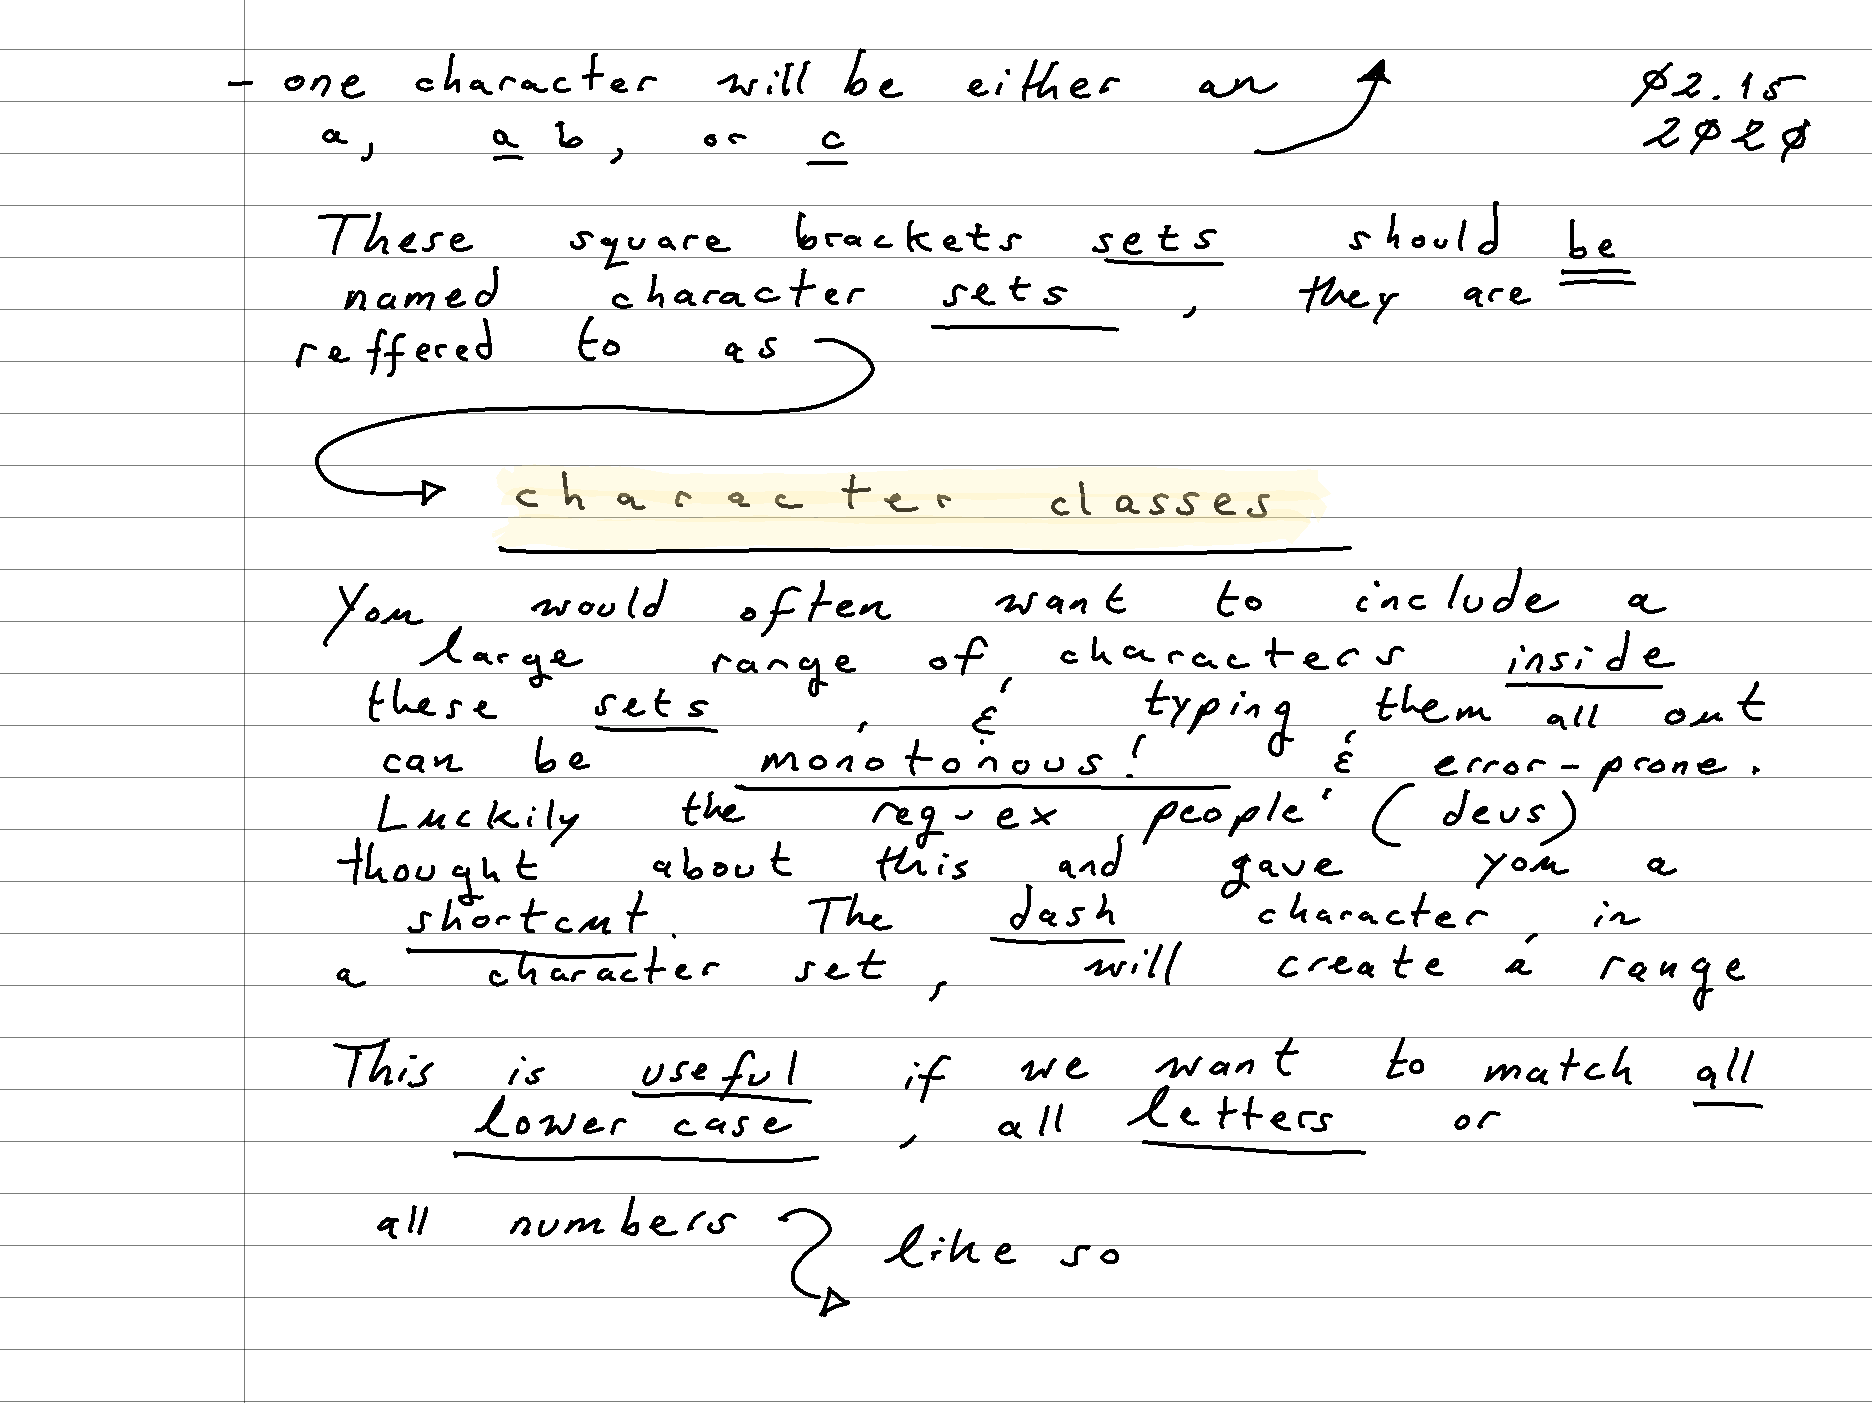 - one character will be either an
02.15
a, a b, or c
2020
These square brackets sets should be
named character sets, they are
reffered to as
character classes
You would often want to include a
large range of characters inside
these sets, & typing them all out
can be monotonous! & error-prone.
Luckily the reg-ex people (devs)
thought about this and gave you a
shortcut. The dash character, in
a character set, will create a range
This is useful if we want to match all
lower case, all letters or
all numbers
like so